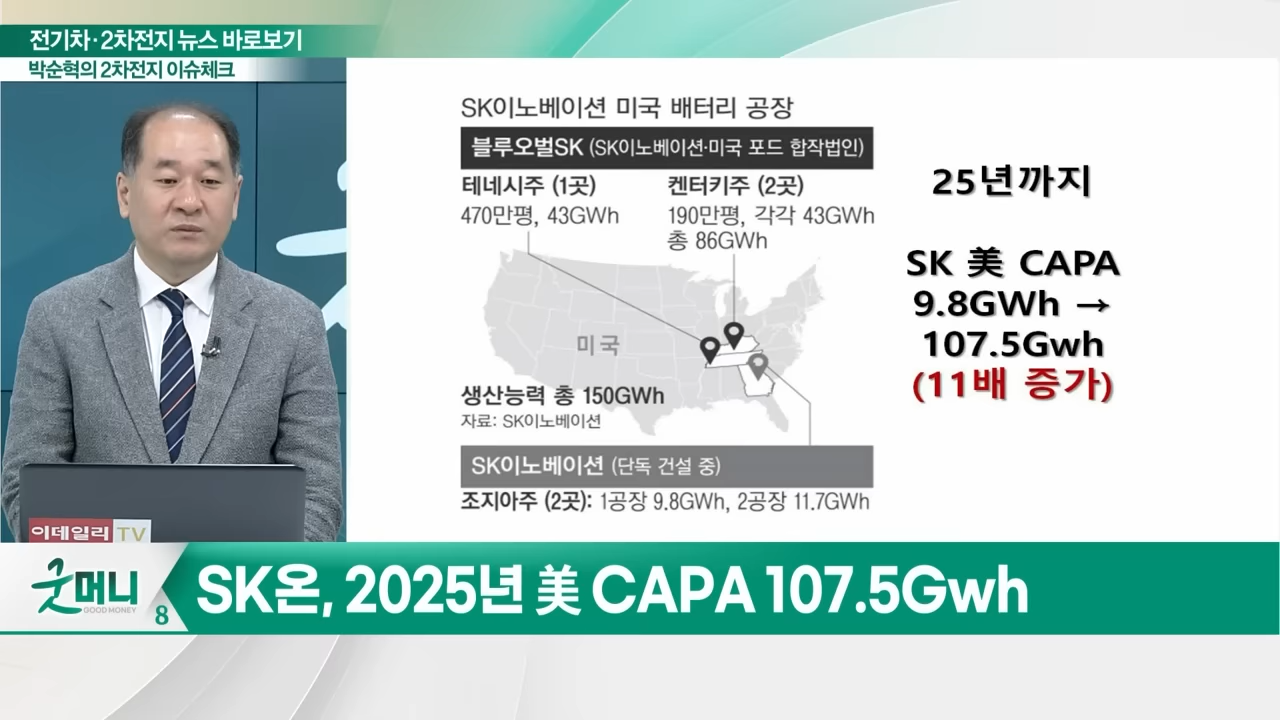 전기차·2차전지 뉴스 바로보기
박순혁의 2차전지 이슈체크
SK이노베이션 미국 배터리 공장
블루오벌SK (SK이노베이션·미국 포드 합작법인)
테네시주 (1곳)
470만평, 43GWh
켄터키주 (2곳)
190만평, 각각 43GWh
총 86GWh
미국
생산능력 총 150GWh
자료: SK이노베이션
SK이노베이션 (단독 건설 중)
조지아주 (2곳): 1공장 9.8GWh, 2공장 11.7GWh
25년까지
SK 美 CAPA
9.8GWh →
107.5Gwh
(11배 증가)
이데일리 TV
굿머니
GOOD MONEY
8
SK온, 2025년 美 CAPA 107.5Gwh